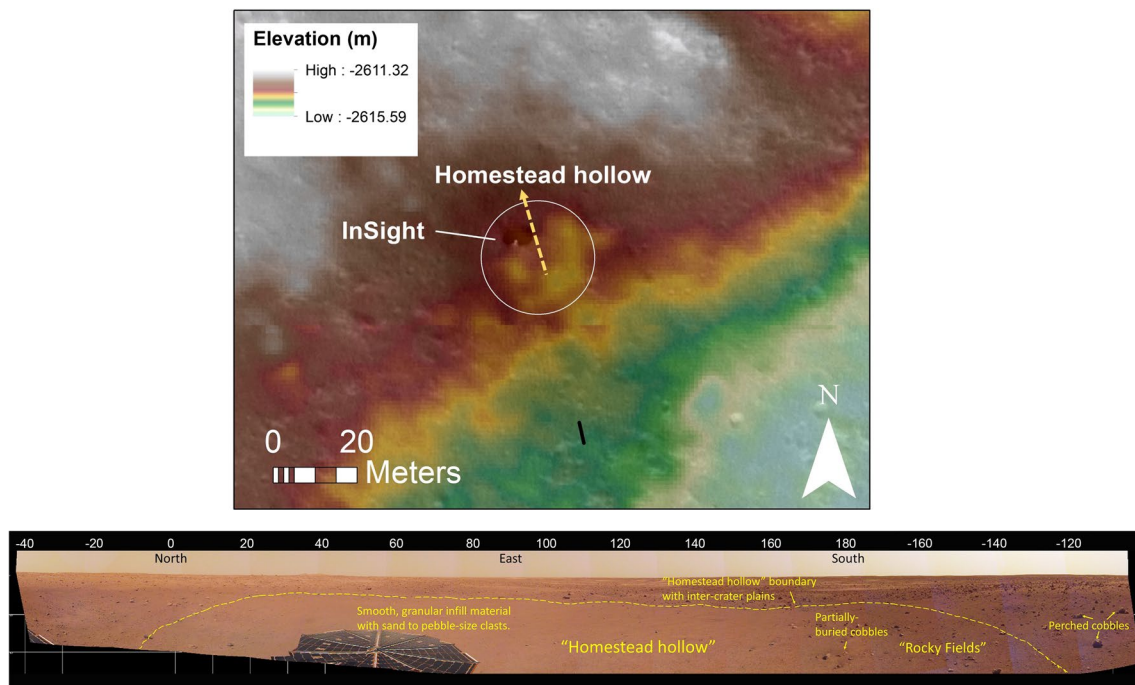 Elevation (m)
High : -2611.32
Low : -2615.59
Homestead hollow
InSight
N
0 20
Meters
-40 -20 0 20 40 60 80 100 120 140 160 180 -160 -140 -120
North East South
"Homestead hollow" boundary
with inter-crater plains
Smooth, granular infill material
with sand to pebble-size clasts.
Partially-
buried cobbles
Perched cobbles
"Homestead hollow"
"Rocky Fields"